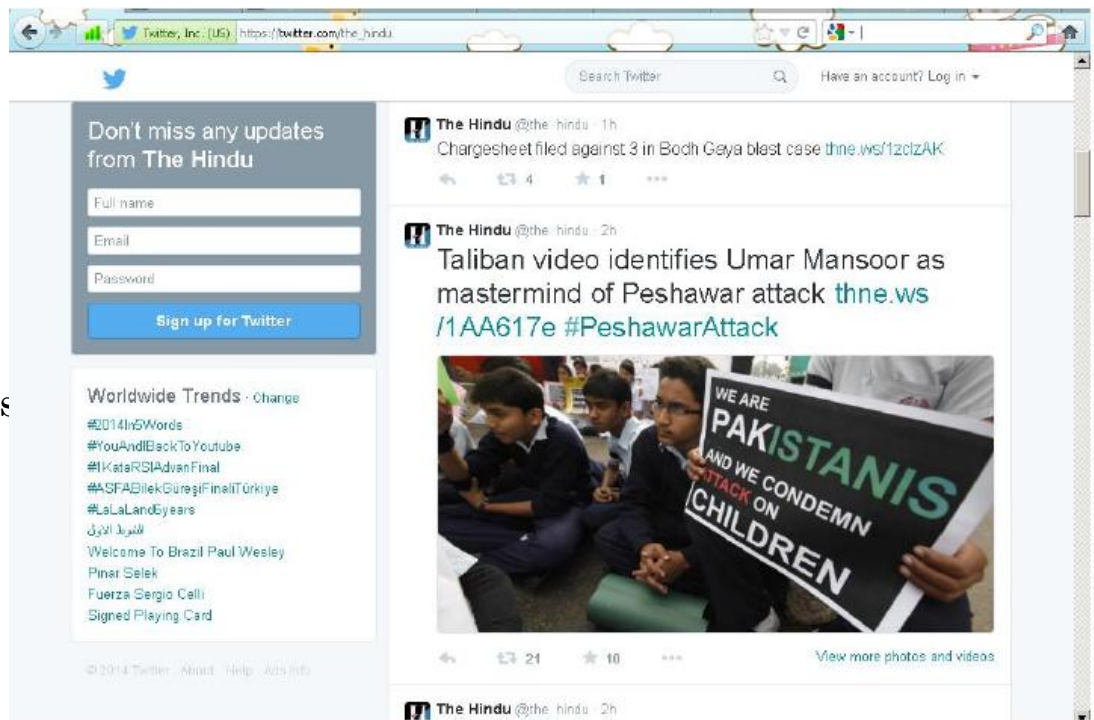 Twitter, Inc. (US) https://twitter.com/the_hindu
Search Twitter
Have an account? Log in
Don't miss any updates
from The Hindu
Full name
Email
Password
Sign up for Twitter
Worldwide Trends · Change
#2014In5Words
#YouAndIBackToYoutube
#1KataRSIAdvanFinal
#ASFABilekGüreşiFinaliTürkiye
#LaLaLand5years
Welcome To Brazil Paul Wesley
Pınar Selek
Fuerza Sergio Celli
Signed Playing Card
© 2014 Twitter About Help Ads info
The Hindu @the_hindu · 1h
Chargesheet filed against 3 in Bodh Gaya blast case thne.ws/1zclzAK
4 1
The Hindu @the_hindu · 2h
Taliban video identifies Umar Mansoor as
mastermind of Peshawar attack thne.ws
/1AA617e #PeshawarAttack
WE ARE
PAKISTANIS
AND WE CONDEMN
ATTACK ON
CHILDREN
21 10
View more photos and videos
The Hindu @the_hindu · 2h
s